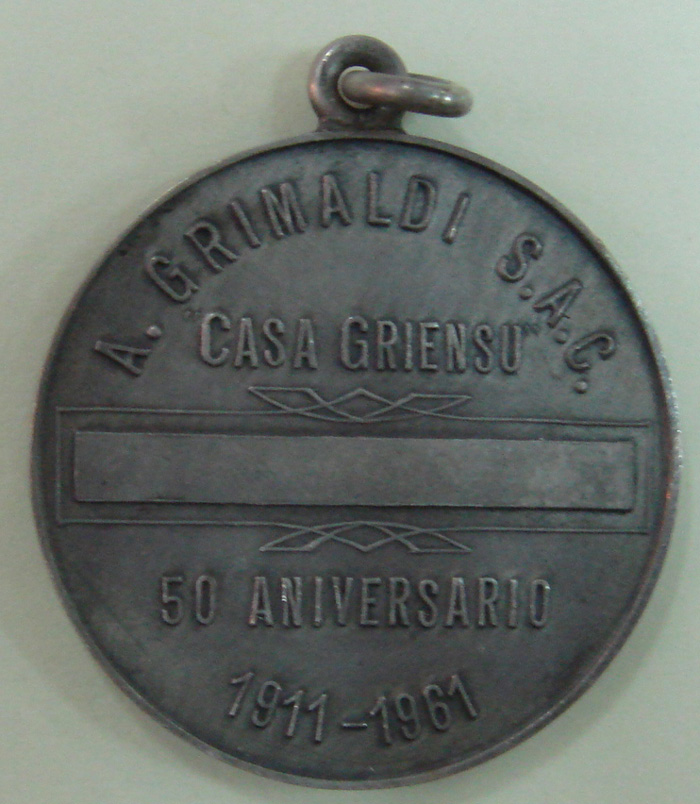 A. GRIMALDI S.A.C.
"CASA GRIENSU"
50 ANIVERSARIO
1911-1961